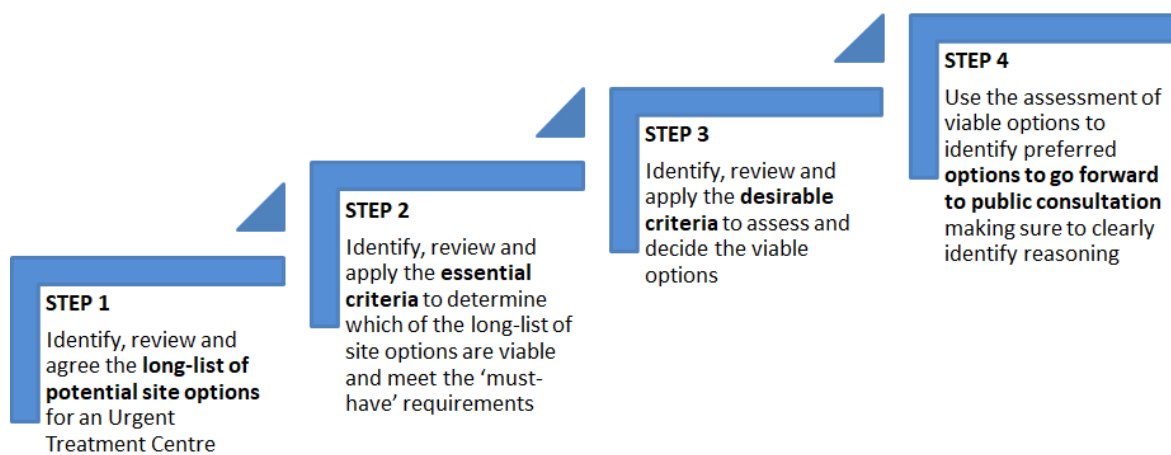 STEP 1
Identify, review and
agree the long-list of
potential site options
for an Urgent
Treatment Centre
STEP 2
Identify, review and
apply the essential
criteria to determine
which of the long-list of
site options are viable
and meet the ‘must-
have’ requirements
STEP 3
Identify, review and
apply the desirable
criteria to assess and
decide the viable
options
STEP 4
Use the assessment of
viable options to
identify preferred
options to go forward
to public consultation
making sure to clearly
identify reasoning